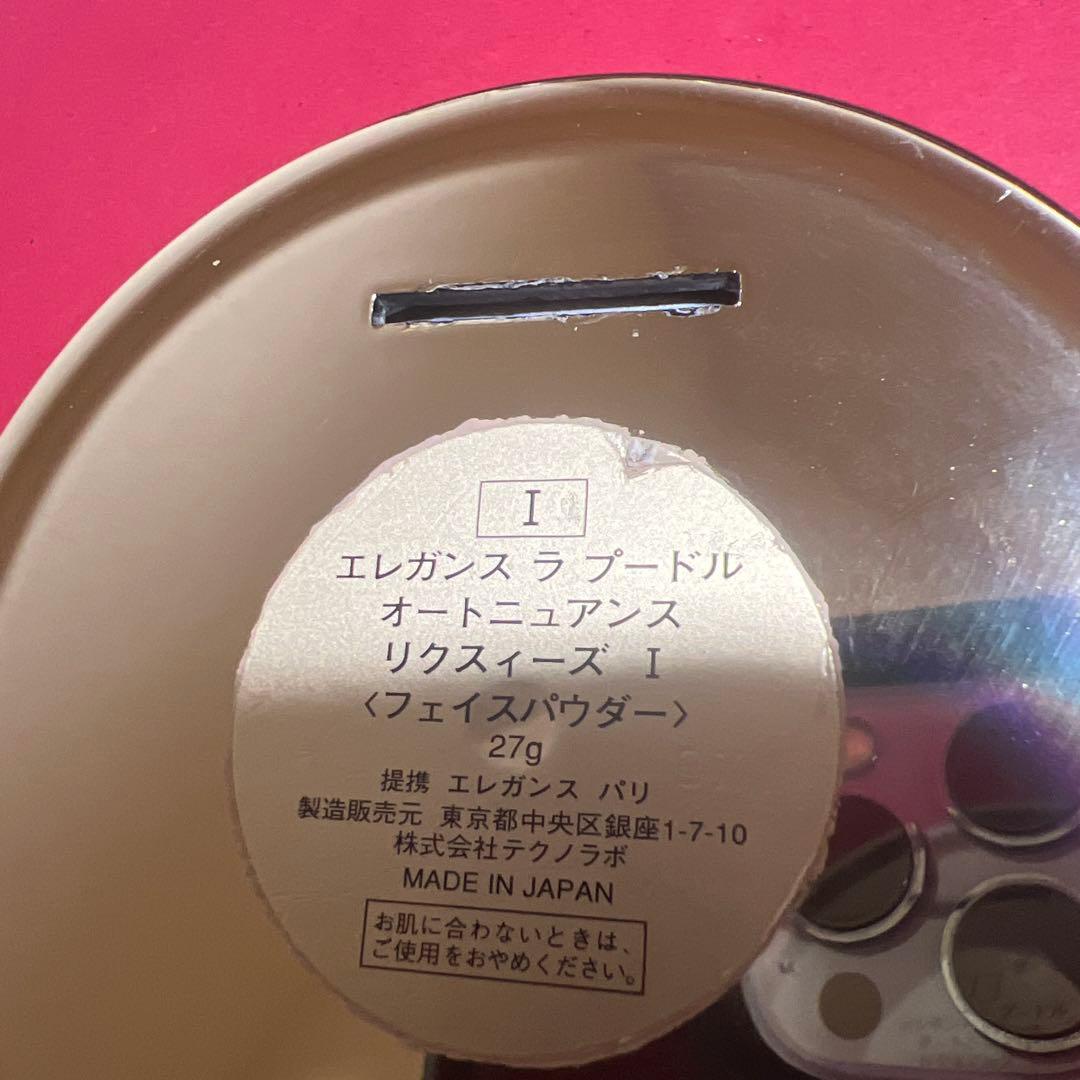 I
エレガンス ラ プードル
オートニュアンス
リクスィーズ I
〈フェイスパウダー〉
27g
提携 エレガンス パリ
製造販売元 東京都中央区銀座1-7-10
株式会社テクノラボ
MADE IN JAPAN
お肌に合わないときは、
ご使用をおやめください。